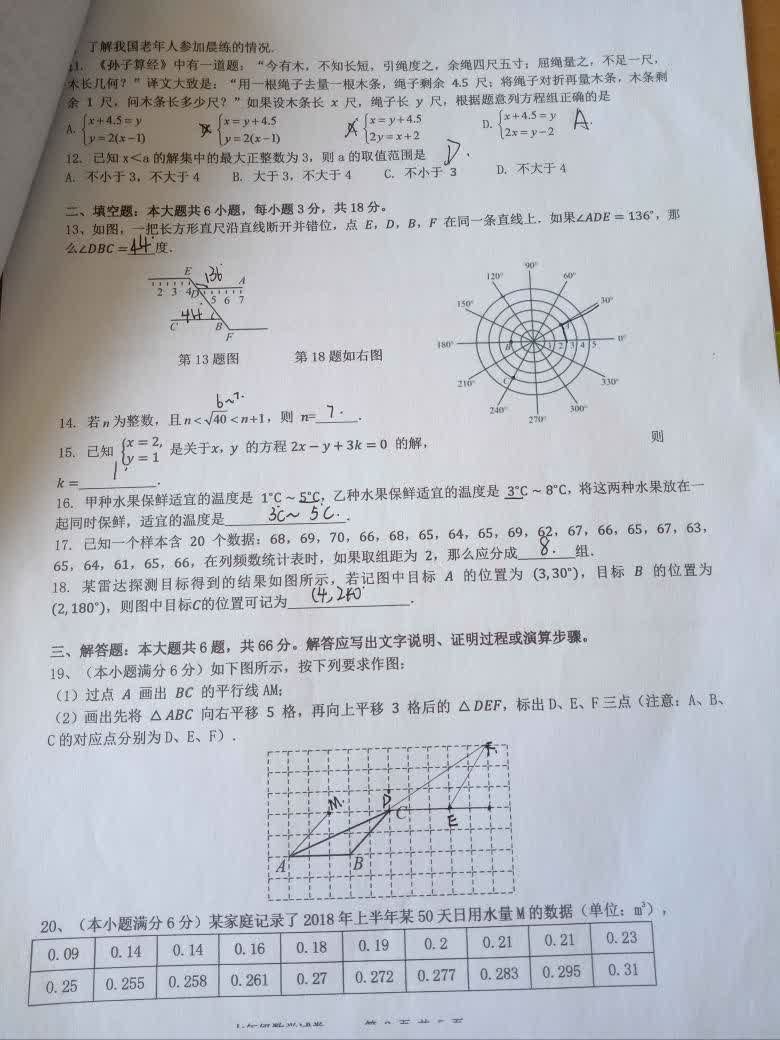 了解我国老年人参加晨练的情况.
1. 《孙子算经》中有一道题：“今有木，不知长短，引绳度之，余绳四尺五寸；屈绳量之，不足一尺，
木长几何？”译文大致是：“用一根绳子去量一根木条，绳子剩余 4.5 尺；将绳子对折再量木条，木条剩
余 1 尺，问木条长多少尺？”如果设木条长 x 尺，绳子长 y 尺，根据题意列方程组正确的是
A. {x+4.5=y y=2(x−1) {x=y+4.5 y=2(x−1) {x=y+4.5 2y=x+2 D. {x+4.5=y 2x=y−2 A.
12. 已知 x＜a 的解集中的最大正整数为 3，则 a 的取值范围是 D.
A. 不小于 3，不大于 4 B. 大于 3，不大于 4 C. 不小于 3 D. 不大于 4
二、填空题：本大题共 6 小题，每小题 3 分，共 18 分。
13、如图，一把长方形直尺沿直线断开并错位，点 E，D，B，F 在同一条直线上．如果∠ADE = 136°，那
么∠DBC = 44° 度．
E 136 A
2 3 4 D 5 6 7
44
C B
F
90°
120° 60°
150° 30°
A
180° B 1 2 3 4 5 0°
C
210° 330°
240° 300°
270°
第 13 题图 第 18 题如右图
6~7.
14. 若 n 为整数，且 n<√40<n+1，则 n= 7. .
15. 已知 {x = 2, y = 1 是关于x，y 的方程 2x − y + 3k = 0 的解， 则
k = 1 .
16. 甲种水果保鲜适宜的温度是 1℃～5℃，乙种水果保鲜适宜的温度是 3℃～8℃，将这两种水果放在一
起同时保鲜，适宜的温度是 3℃~ 5℃. .
17. 已知一个样本含 20 个数据：68，69，70，66，68，65，64，65，69，62，67，66，65，67，63，
65，64，61，65，66，在列频数统计表时，如果取组距为 2，那么应分成 8. 组．
18. 某雷达探测目标得到的结果如图所示，若记图中目标 A 的位置为 (3,30°)，目标 B 的位置为
(2,180°)，则图中目标C的位置可记为 (4,240° .
三、解答题：本大题共 6 题，共 66 分。解答应写出文字说明、证明过程或演算步骤。
19、（本小题满分 6 分）如下图所示，按下列要求作图：
（1）过点 A 画出 BC 的平行线AM；
（2）画出先将 △ABC 向右平移 5 格，再向上平移 3 格后的 △DEF，标出 D、E、F 三点（注意：A、B、
C 的对应点分别为 D、E、F）.
F.
M. D C E
A B
20、（本小题满分 6 分）某家庭记录了 2018 年上半年某 50 天日用水量 M 的数据（单位：m³），
0.09 0.14 0.14 0.16 0.18 0.19 0.2 0.21 0.21 0.23
0.25 0.255 0.258 0.261 0.27 0.272 0.277 0.283 0.295 0.31